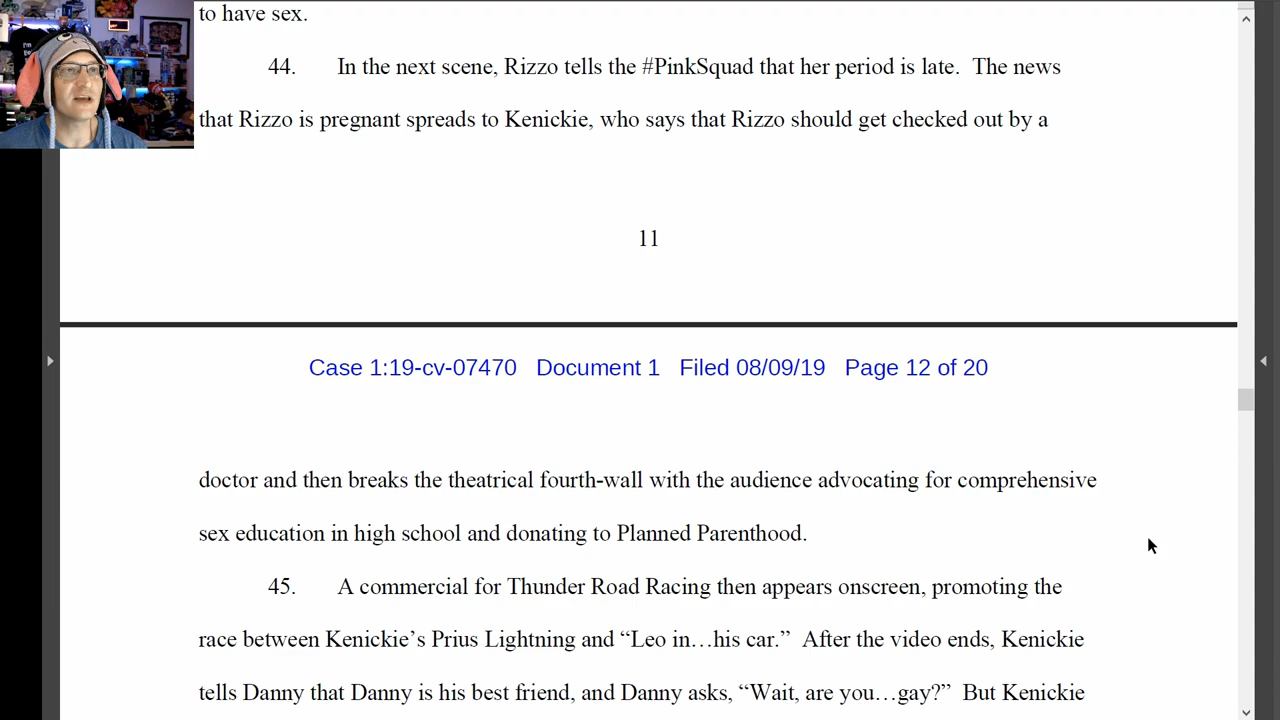 to have sex.
44. In the next scene, Rizzo tells the #PinkSquad that her period is late. The news
that Rizzo is pregnant spreads to Kenickie, who says that Rizzo should get checked out by a
11
Case 1:19-cv-07470 Document 1 Filed 08/09/19 Page 12 of 20
doctor and then breaks the theatrical fourth-wall with the audience advocating for comprehensive
sex education in high school and donating to Planned Parenthood.
45. A commercial for Thunder Road Racing then appears onscreen, promoting the
race between Kenickie’s Prius Lightning and “Leo in…his car.” After the video ends, Kenickie
tells Danny that Danny is his best friend, and Danny asks, “Wait, are you…gay?” But Kenickie